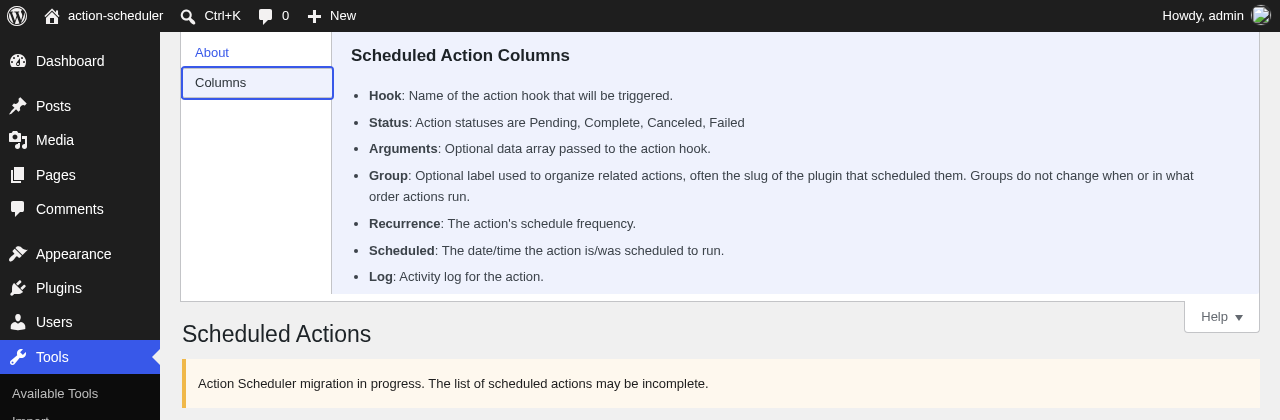 action-scheduler
Ctrl+K
0
New
Howdy, admin
Dashboard
Posts
Media
Pages
Comments
Appearance
Plugins
Users
Tools
Available Tools
Import
About
Columns
Scheduled Action Columns
Hook: Name of the action hook that will be triggered.
Status: Action statuses are Pending, Complete, Canceled, Failed
Arguments: Optional data array passed to the action hook.
Group: Optional label used to organize related actions, often the slug of the plugin that scheduled them. Groups do not change when or in what
order actions run.
Recurrence: The action's schedule frequency.
Scheduled: The date/time the action is/was scheduled to run.
Log: Activity log for the action.
Help
Scheduled Actions
Action Scheduler migration in progress. The list of scheduled actions may be incomplete.